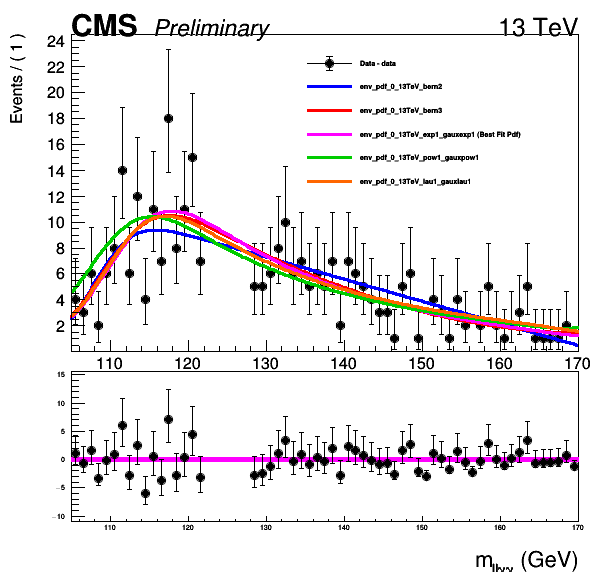 CMS Preliminary 13 TeV
Events / ( 1 )
24
22
20
18
16
14
12
10
8
6
4
2
Data - data
env_pdf_0_13TeV_bern2
env_pdf_0_13TeV_bern3
env_pdf_0_13TeV_exp1_gauxexp1 (Best Fit Pdf)
env_pdf_0_13TeV_pow1_gauxpow1
env_pdf_0_13TeV_lau1_gauxlau1
110 120 130 140 150 160 170
15
10
5
0
-5
-10
110 120 130 140 150 160 170
m_{llγγ} (GeV)